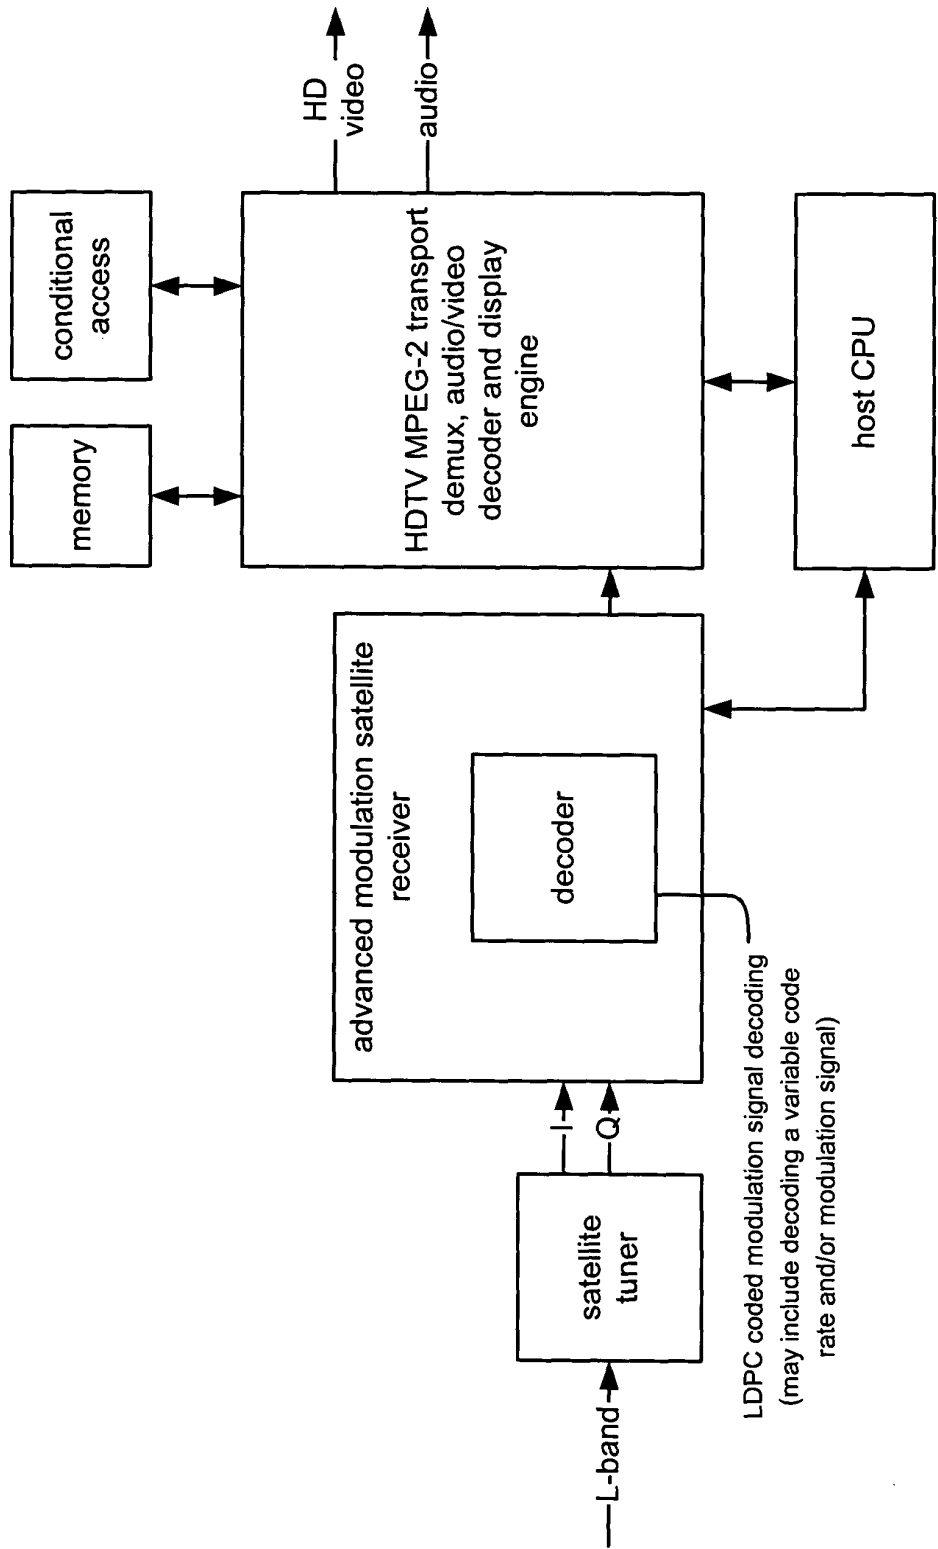 L-band
satellite
tuner
I
Q
advanced modulation satellite
receiver
decoder
LDPC coded modulation signal decoding
(may include decoding a variable code
rate and/or modulation signal)
memory
conditional
access
HDTV MPEG-2 transport
demux, audio/video
decoder and display
engine
host CPU
HD
video
audio